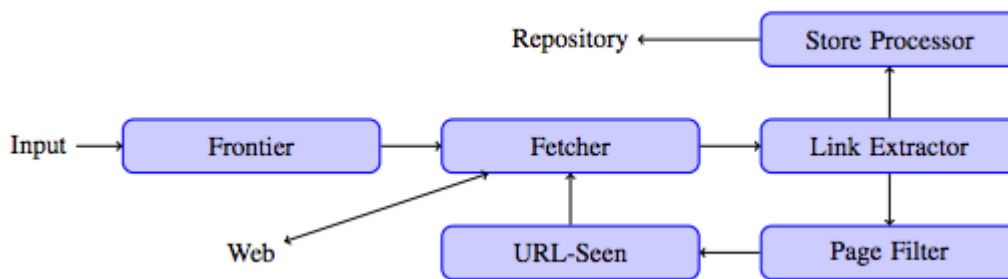 Repository
Store Processor
Input
Frontier
Fetcher
Link Extractor
Web
URL-Seen
Page Filter